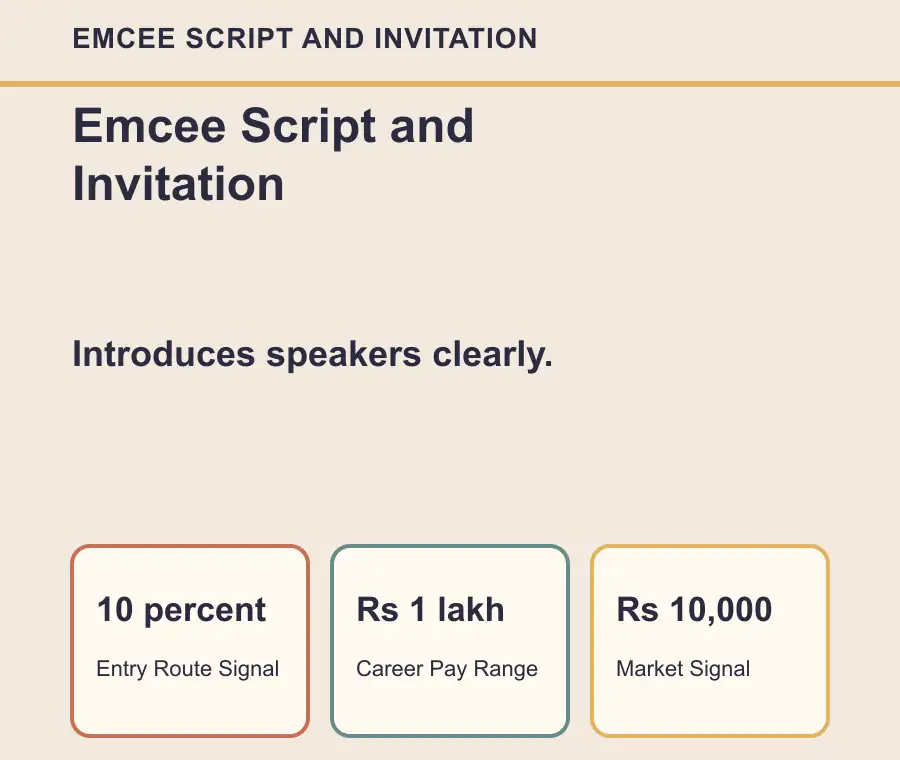 EMCEE SCRIPT AND INVITATION
Emcee Script and
Invitation
Introduces speakers clearly.
10 percent
Entry Route Signal
Rs 1 lakh
Career Pay Range
Rs 10,000
Market Signal